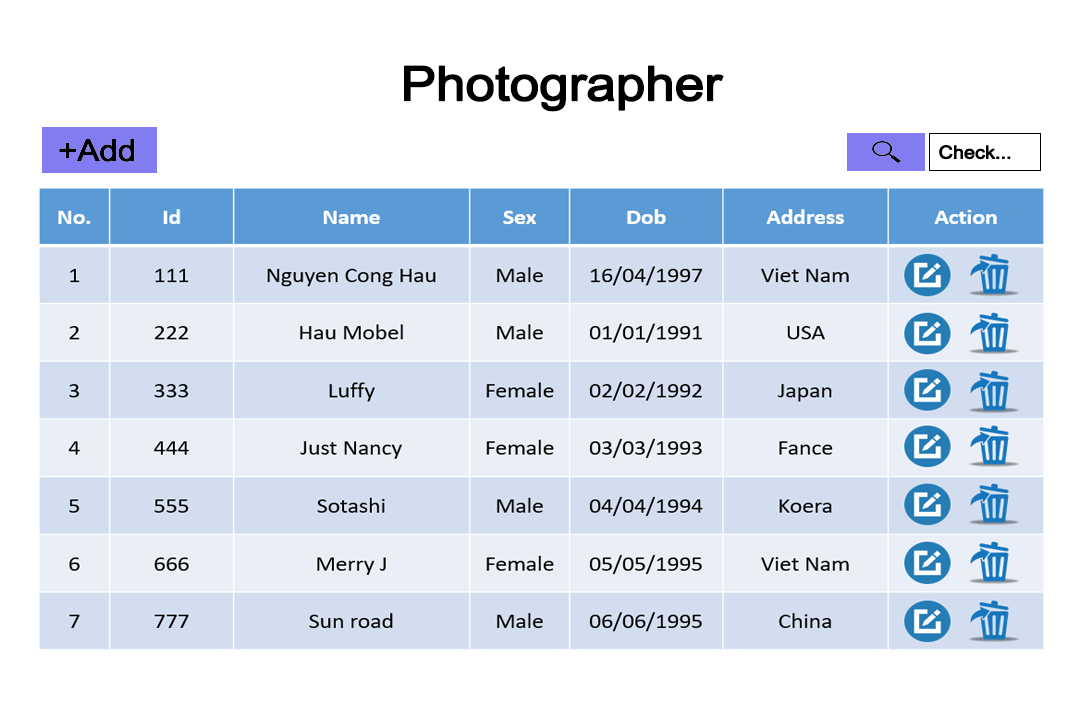 Photographer
+Add
Check...
No. Id Name Sex Dob Address Action
1 111 Nguyen Cong Hau Male 16/04/1997 Viet Nam
2 222 Hau Mobel Male 01/01/1991 USA
3 333 Luffy Female 02/02/1992 Japan
4 444 Just Nancy Female 03/03/1993 Fance
5 555 Sotashi Male 04/04/1994 Koera
6 666 Merry J Female 05/05/1995 Viet Nam
7 777 Sun road Male 06/06/1995 China